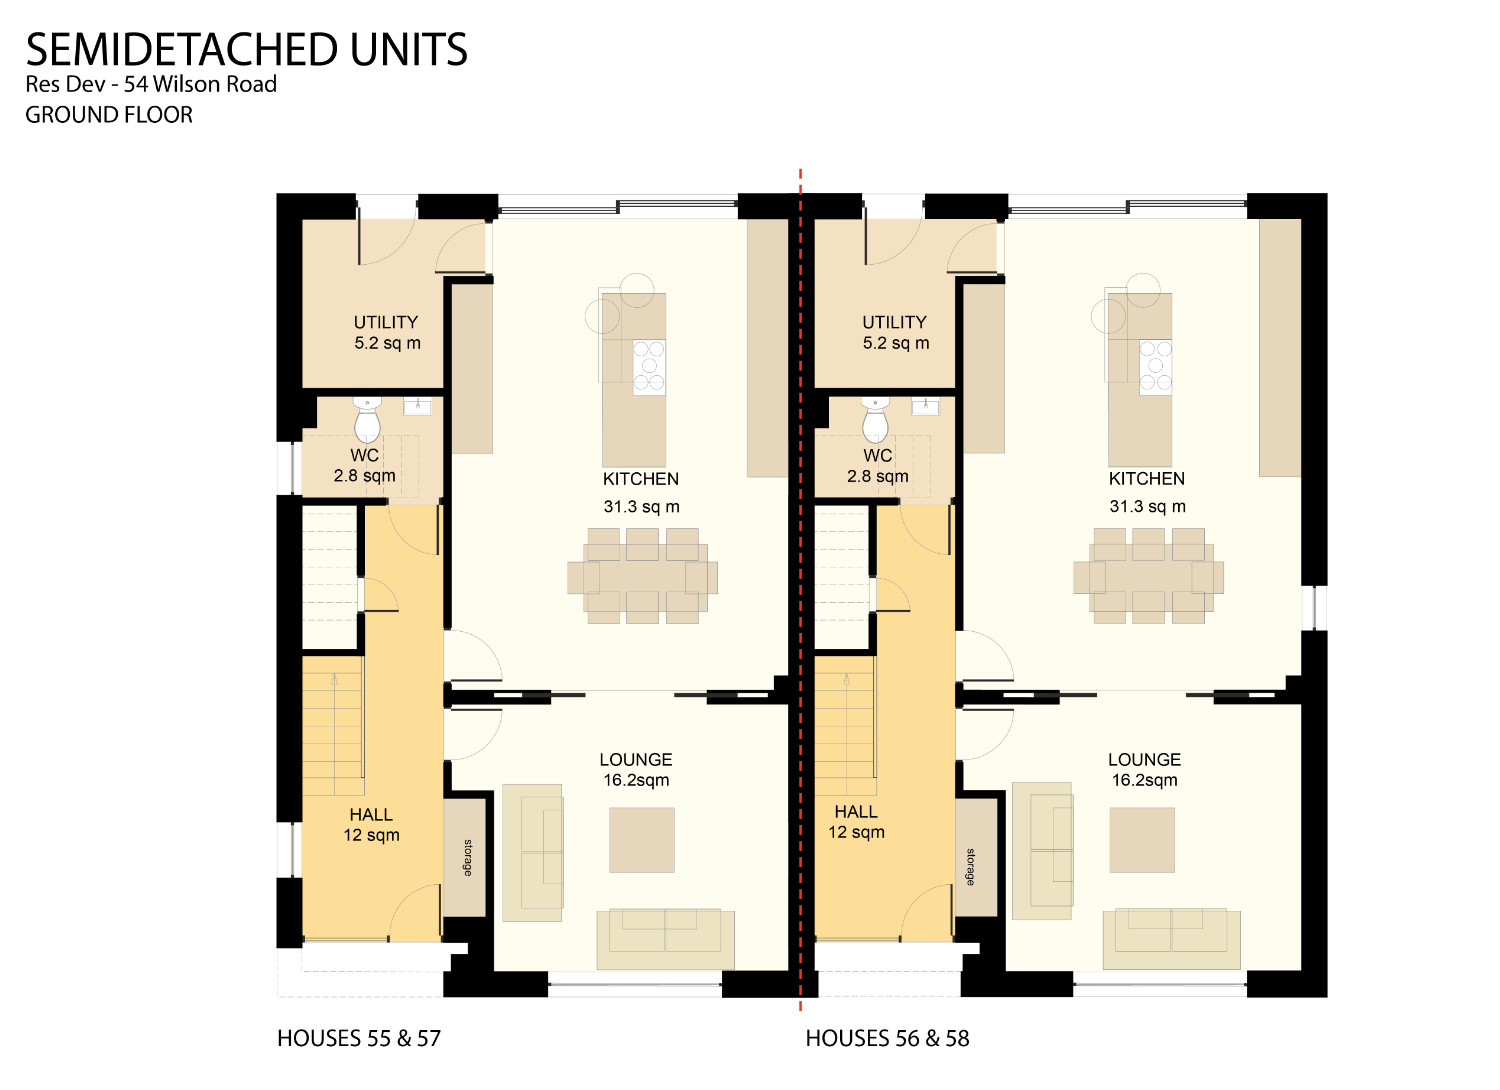 SEMIDETACHED UNITS
Res Dev - 54 Wilson Road
GROUND FLOOR
UTILITY
5.2 sq m
WC
2.8 sqm
KITCHEN
31.3 sq m
LOUNGE
16.2sqm
HALL
12 sqm
storage
UTILITY
5.2 sq m
WC
2.8 sqm
KITCHEN
31.3 sq m
LOUNGE
16.2sqm
HALL
12 sqm
storage
HOUSES 55 & 57
HOUSES 56 & 58